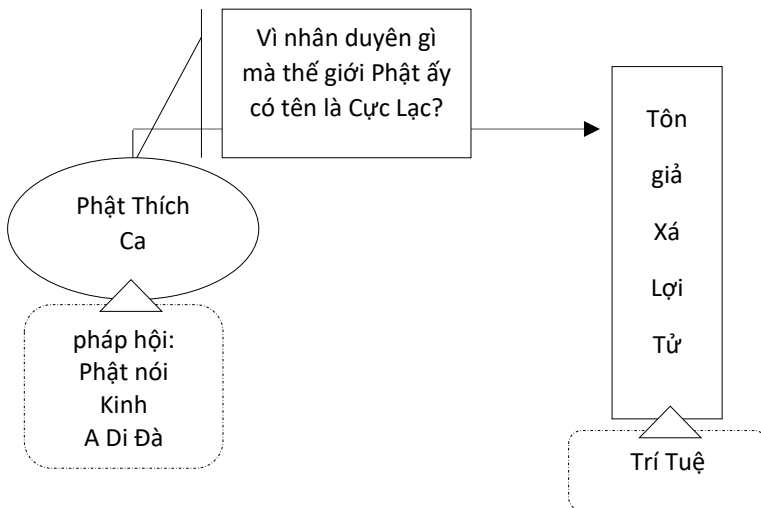 Vì nhân duyên gì
mà thế giới Phật ấy
có tên là Cực Lạc?
Phật Thích
Ca
pháp hội:
Phật nói
Kinh
A Di Đà
Tôn
giả
Xá
Lợi
Tử
Trí Tuệ